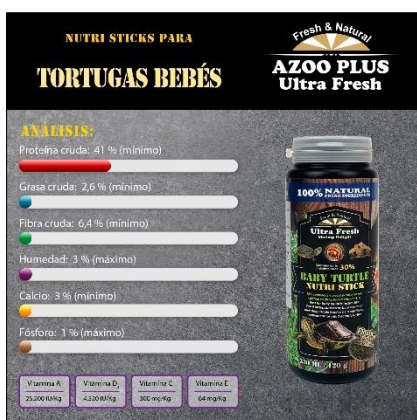 NUTRI STICKS PARA
TORTUGAS BEBÉS
Fresh & Natural
AZOO PLUS
Ultra Fresh
ANÁLISIS:
Proteína cruda: 41 % (mínimo)
Grasa cruda: 2,6 % (mínimo)
Fibra cruda: 6,4 % (mínimo)
Humedad: 3 % (máximo)
Calcio: 3 % (mínimo)
Fósforo: 1 % (máximo)
Vitamina A
Vitamina D3
Vitamina C
Vitamina E
25,200 IU/Kg
4,520 IU/Kg
300 mg/Kg
64 mg/Kg
100% NATURAL
Fresh & Natural
Ultra Fresh
30%
BABY TURTLE
NUTRI STICK